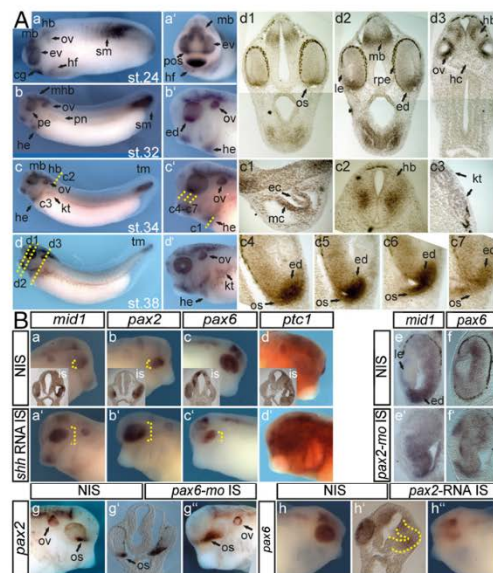 A
hb
mb
ov
ev
sm
cg
hf
a
st.24
a'
mb
ev
pos
hf
d1
os
d2
mb
rpe
le
ed
d3
hb
ov
hc
b
mhb
ov
pe
pn
sm
he
st.32
b'
ov
ed
he
c
mb
hb
c2
ov
tm
c3
kt
he
st.34
c'
ov
c4-c7
c1
he
c1
ec
mc
c2
hb
c3
kt
d
d1
d3
d2
tm
st.38
d'
ov
kt
he
c4
ed
os
c5
ed
os
c6
ed
os
c7
ed
os
B
mid1
pax2
pax6
ptc1
mid1
pax6
NIS
a
is
b
is
c
is
d
NIS
e
le
ed
f
shh RNA IS
a'
b'
c'
d'
pax2-mo IS
e'
f'
NIS
pax6-mo IS
NIS
pax2-RNA IS
pax2
g
ov
os
g'
os
g''
ov
os
pax6
h
h'
h''